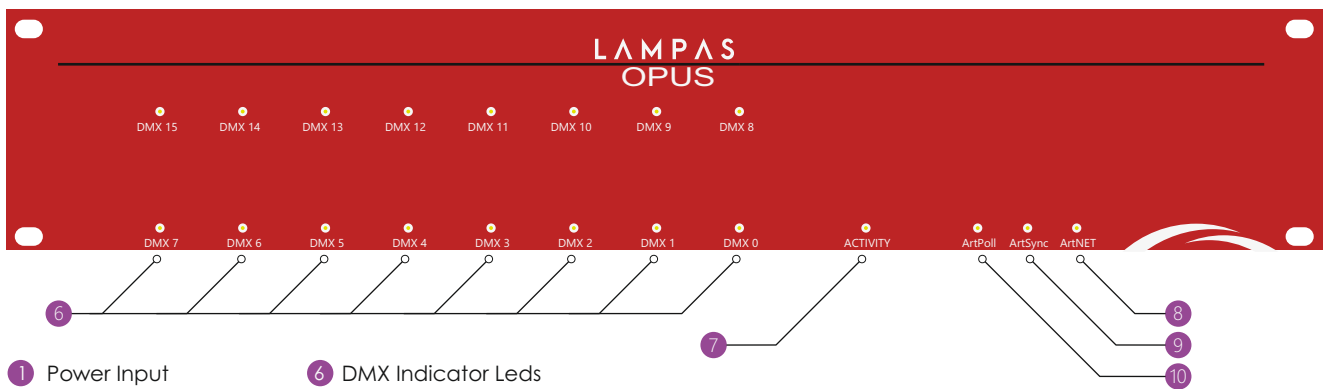 LAMPAS
OPUS
DMX 15 DMX 14 DMX 13 DMX 12 DMX 11 DMX 10 DMX 9 DMX 8
DMX 7 DMX 6 DMX 5 DMX 4 DMX 3 DMX 2 DMX 1 DMX 0 ACTIVITY ArtPoll ArtSync ArtNET
6 8
7 9
1 Power Input 6 DMX Indicator Leds 10